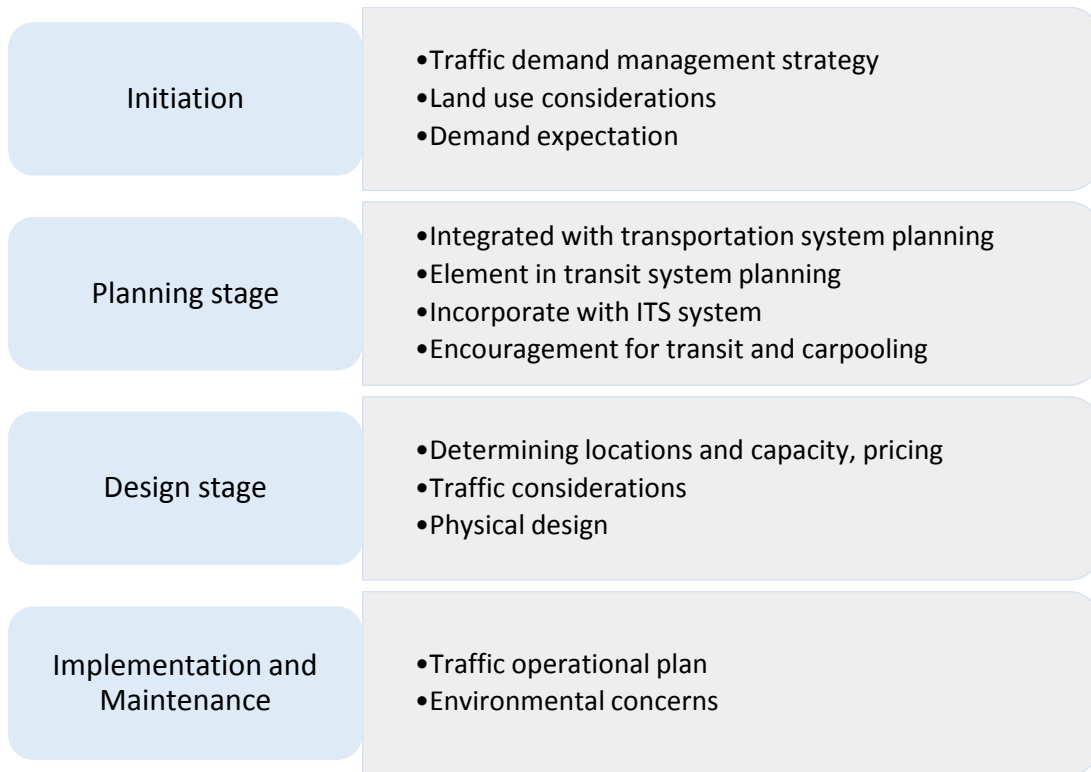 Initiation
•Traffic demand management strategy
•Land use considerations
•Demand expectation
Planning stage
•Integrated with transportation system planning
•Element in transit system planning
•Incorporate with ITS system
•Encouragement for transit and carpooling
Design stage
•Determining locations and capacity, pricing
•Traffic considerations
•Physical design
Implementation and
Maintenance
•Traffic operational plan
•Environmental concerns